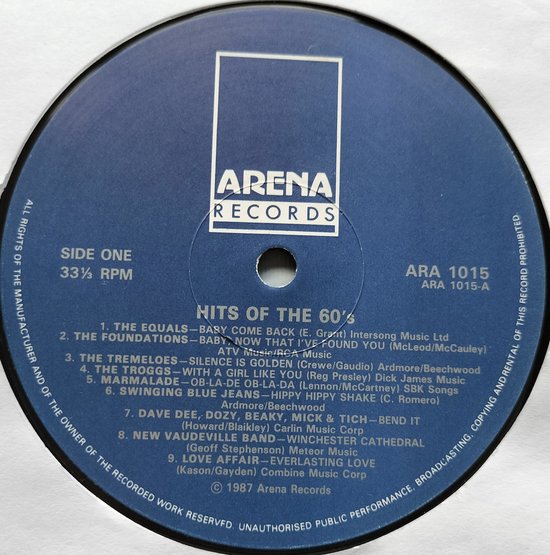 ARENA
RECORDS
SIDE ONE
33⅓ RPM
ARA 1015
ARA 1015-A
HITS OF THE 60's
1. THE EQUALS—BABY COME BACK (E. Grant) Intersong Music Ltd
2. THE FOUNDATIONS—BABY, NOW THAT I'VE FOUND YOU (McLeod/McCauley)
ATV Music/RCA Music
3. THE TREMELOES—SILENCE IS GOLDEN (Crewe/Gaudio) Ardmore/Beechwood
4. THE TROGGS—WITH A GIRL LIKE YOU (Reg Presley) Dick James Music
5. MARMALADE—OB-LA-DE OB-LA-DA (Lennon/McCartney) SBK Songs
6. SWINGING BLUE JEANS—HIPPY HIPPY SHAKE (C. Romero)
Ardmore/Beechwood
7. DAVE DEE, DOZY, BEAKY, MICK & TICH—BEND IT
(Howard/Blaikley) Carlin Music Corp
8. NEW VAUDEVILLE BAND—WINCHESTER CATHEDRAL
(Geoff Stephenson) Meteor Music
9. LOVE AFFAIR—EVERLASTING LOVE
(Kason/Gayden) Combine Music Corp
© 1987 Arena Records
ALL RIGHTS OF THE MANUFACTURER AND OF THE OWNER OF THE RECORDED WORK RESERVED. UNAUTHORISED PUBLIC PERFORMANCE, BROADCASTING, COPYING AND RENTAL OF THIS RECORD PROHIBITED.